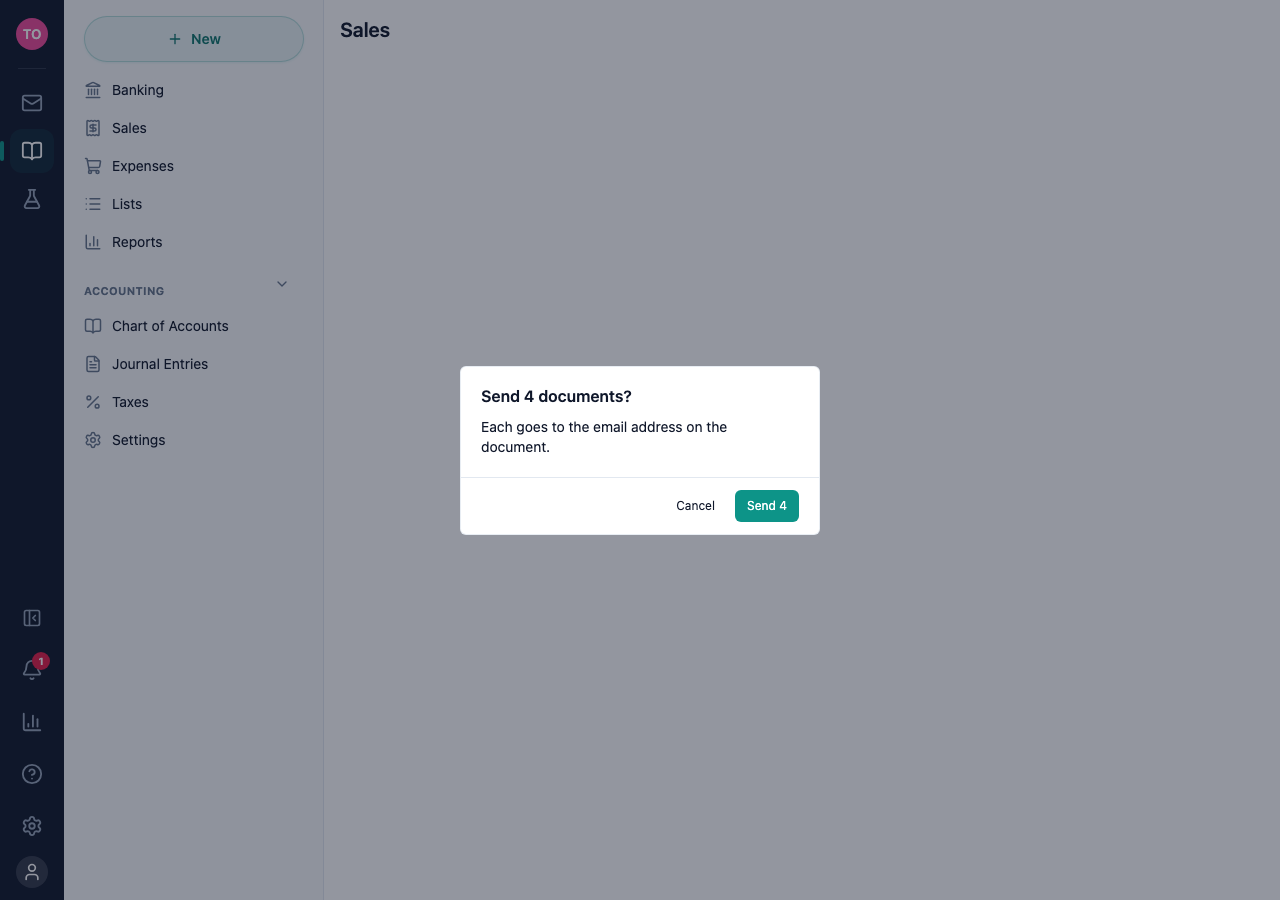 TO
New
Banking
Sales
Expenses
Lists
Reports
ACCOUNTING
Chart of Accounts
Journal Entries
Taxes
Settings
1
Sales
Send 4 documents?
Each goes to the email address on the
document.
Cancel
Send 4